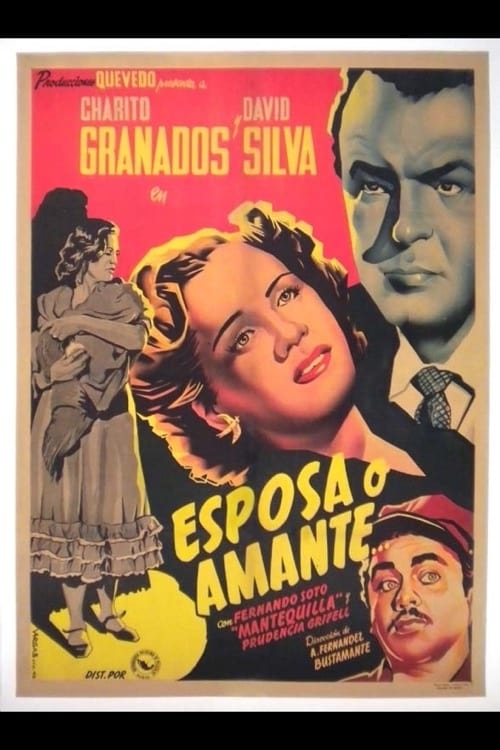 Producciones QUEVEDO presenta a
CHARITO y DAVID
GRANADOS SILVA
en
ESPOSA O
AMANTE..
con FERNANDO SOTO
"MANTEQUILLA" y
PRUDENCIA GRIFELL
Dirección de
A. FERNANDEZ
BUSTAMANTE
VARGAS
DIST. POR